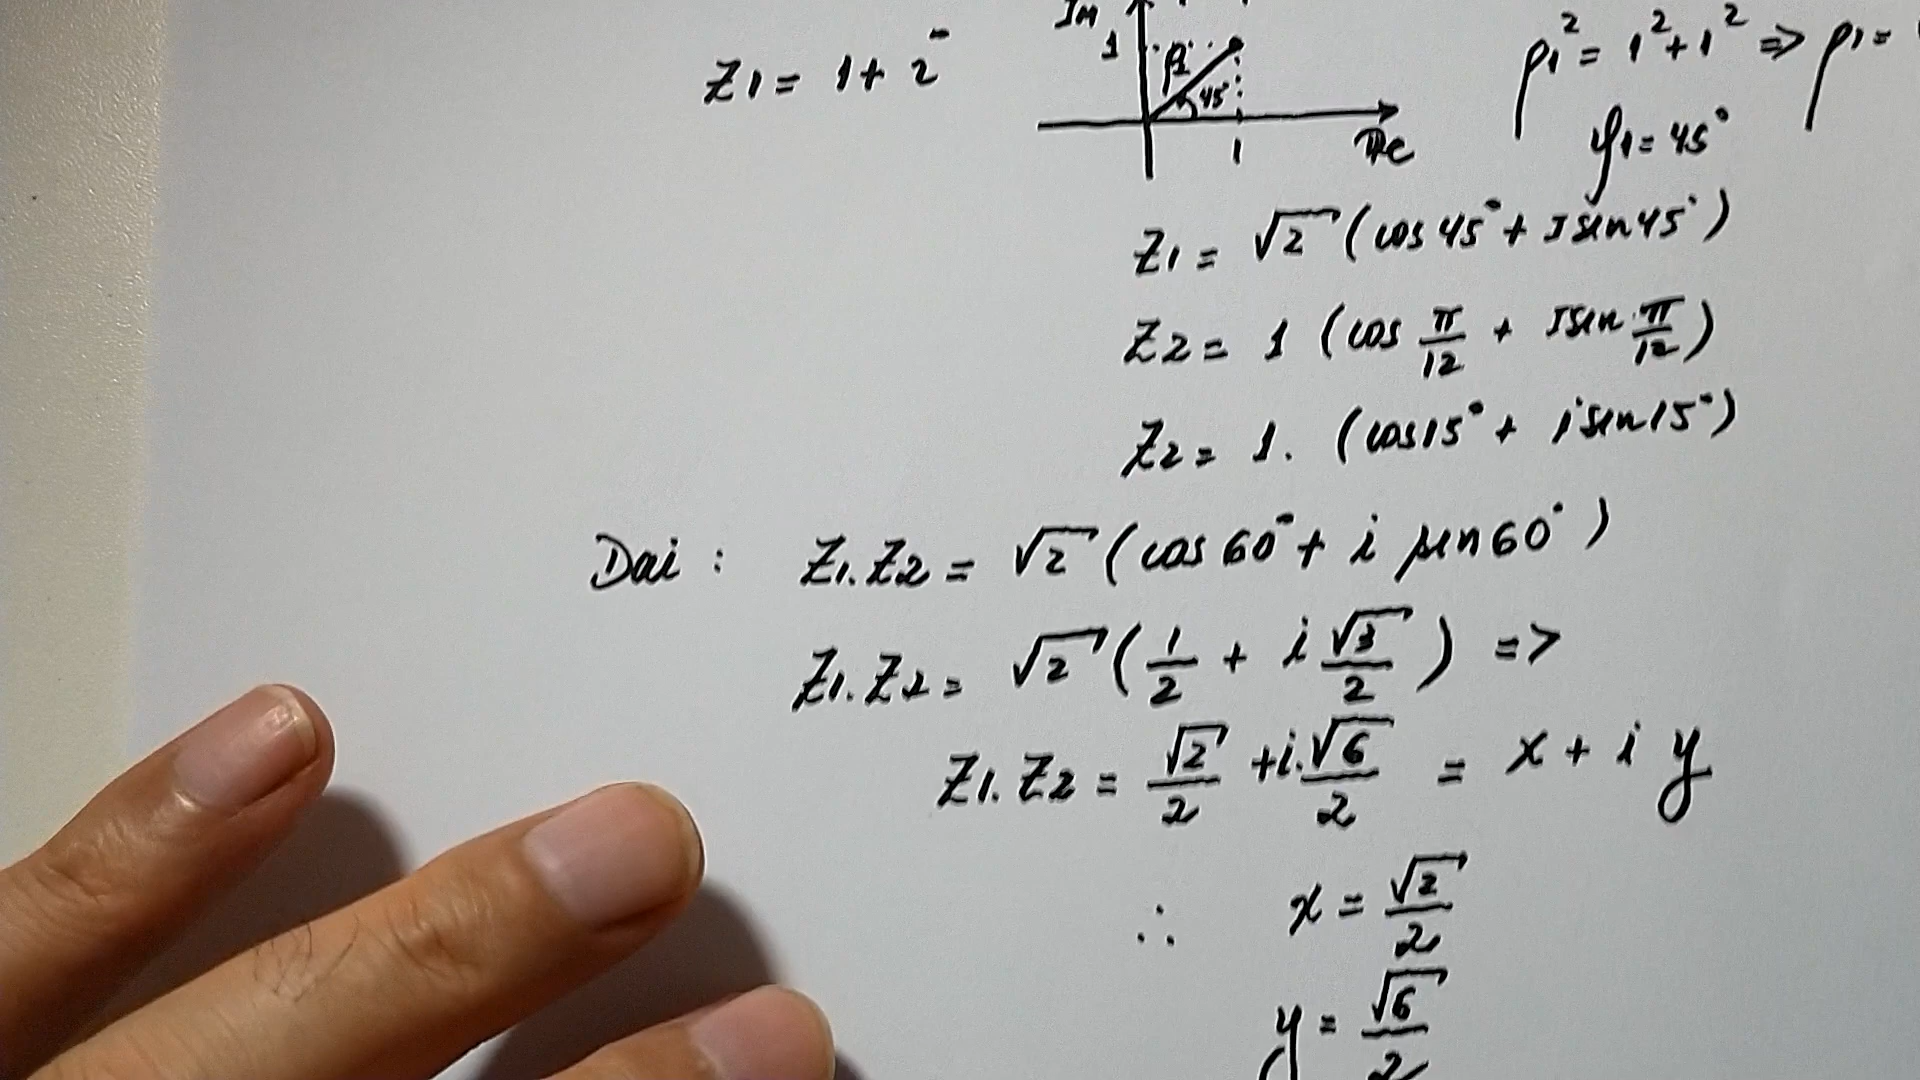 Im
1
ρ1
45°
1
Re
Z1 = 1 + i
ρ1² = 1² + 1² => ρ1 =
φ1 = 45°
Z1 = √2 (cos 45° + i sin 45°)
Z2 = 1 (cos π/12 + i sin π/12)
Z2 = 1. (cos 15° + i sin 15°)
Daí : Z1.Z2 = √2 (cos 60° + i sin 60°)
Z1.Z2 = √2 (1/2 + i √3/2) =>
Z1.Z2 = √2/2 + i.√6/2 = x + i y
∴ x = √2/2
y = √6/2